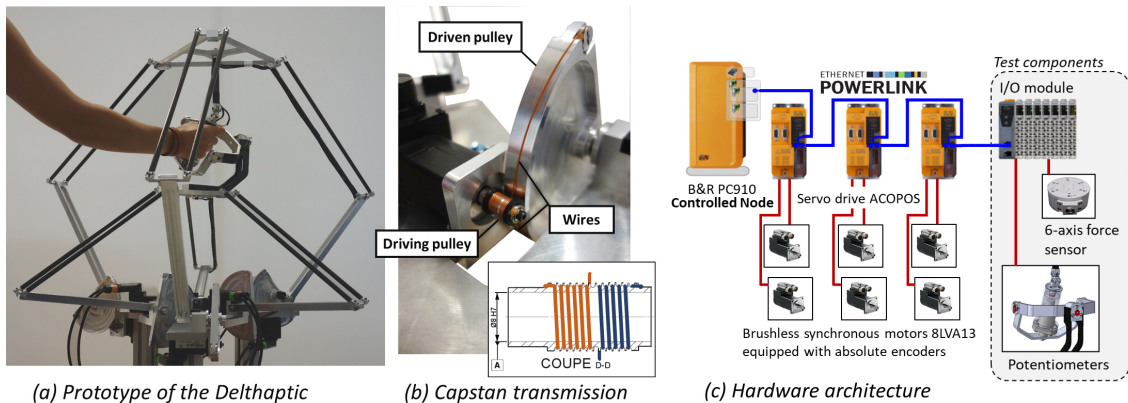 Driven pulley
Driving pulley
Wires
Ø8 H7
A
COUPE D-D
ETHERNET
POWERLINK
B&R PC910
Controlled Node
Servo drive ACOPOS
Brushless synchronous motors 8LVA13
equipped with absolute encoders
Test components
I/O module
6-axis force
sensor
Potentiometers
(a) Prototype of the Delthaptic
(b) Capstan transmission
(c) Hardware architecture